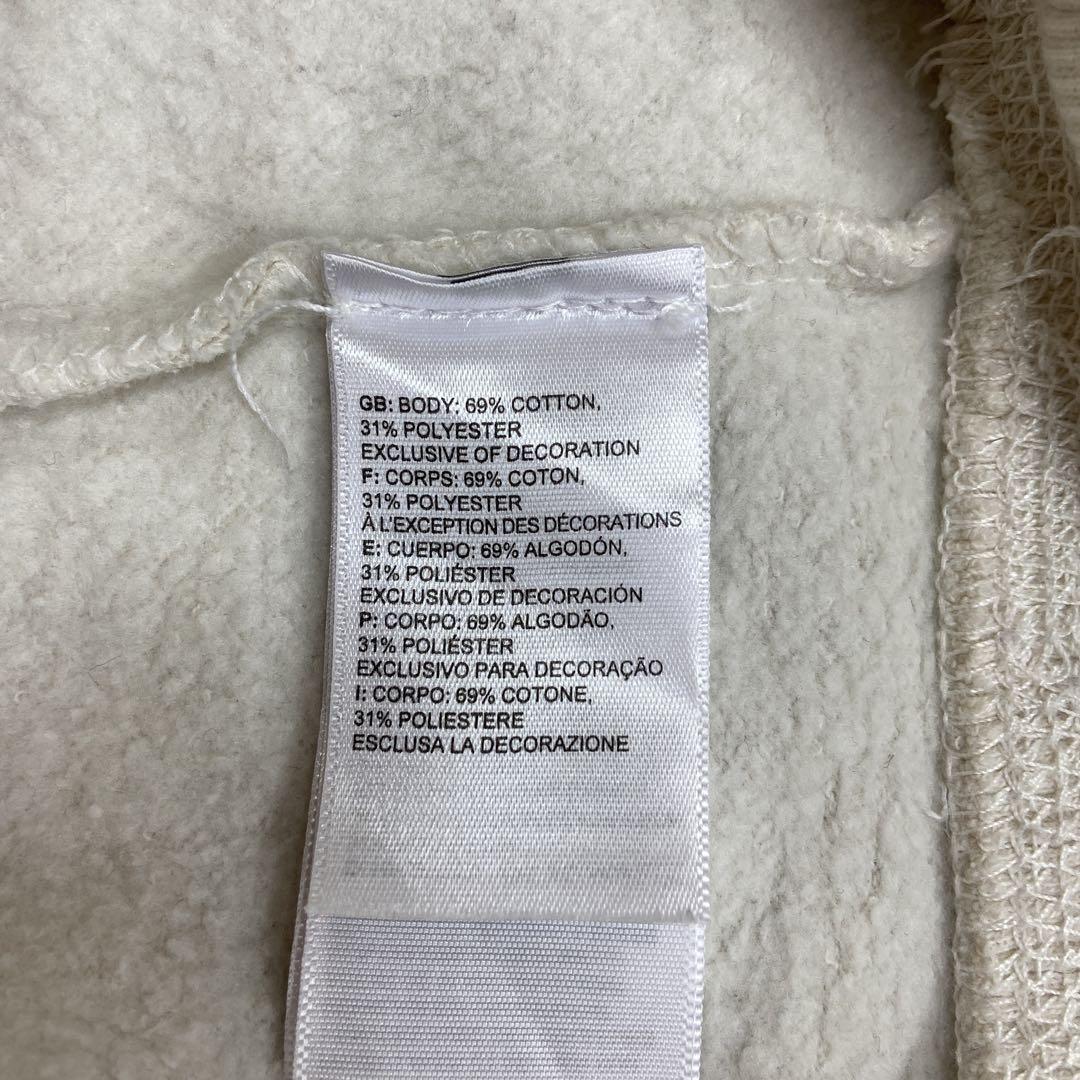 GB: BODY: 69% COTTON,
31% POLYESTER
EXCLUSIVE OF DECORATION
F: CORPS: 69% COTON,
31% POLYESTER
À L'EXCEPTION DES DÉCORATIONS
E: CUERPO: 69% ALGODÓN,
31% POLIÉSTER
EXCLUSIVO DE DECORACIÓN
P: CORPO: 69% ALGODÃO,
31% POLIÉSTER
EXCLUSIVO PARA DECORAÇÃO
I: CORPO: 69% COTONE,
31% POLIESTERE
ESCLUSA LA DECORAZIONE